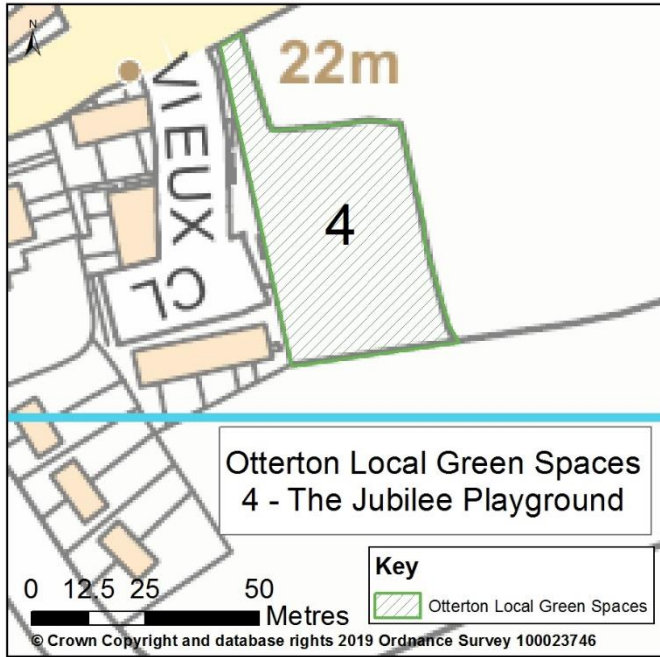 N
22m
VIEUX CL
4
Otterton Local Green Spaces
4 - The Jubilee Playground
Key
Otterton Local Green Spaces
0 12.5 25 50
Metres
© Crown Copyright and database rights 2019 Ordnance Survey 100023746